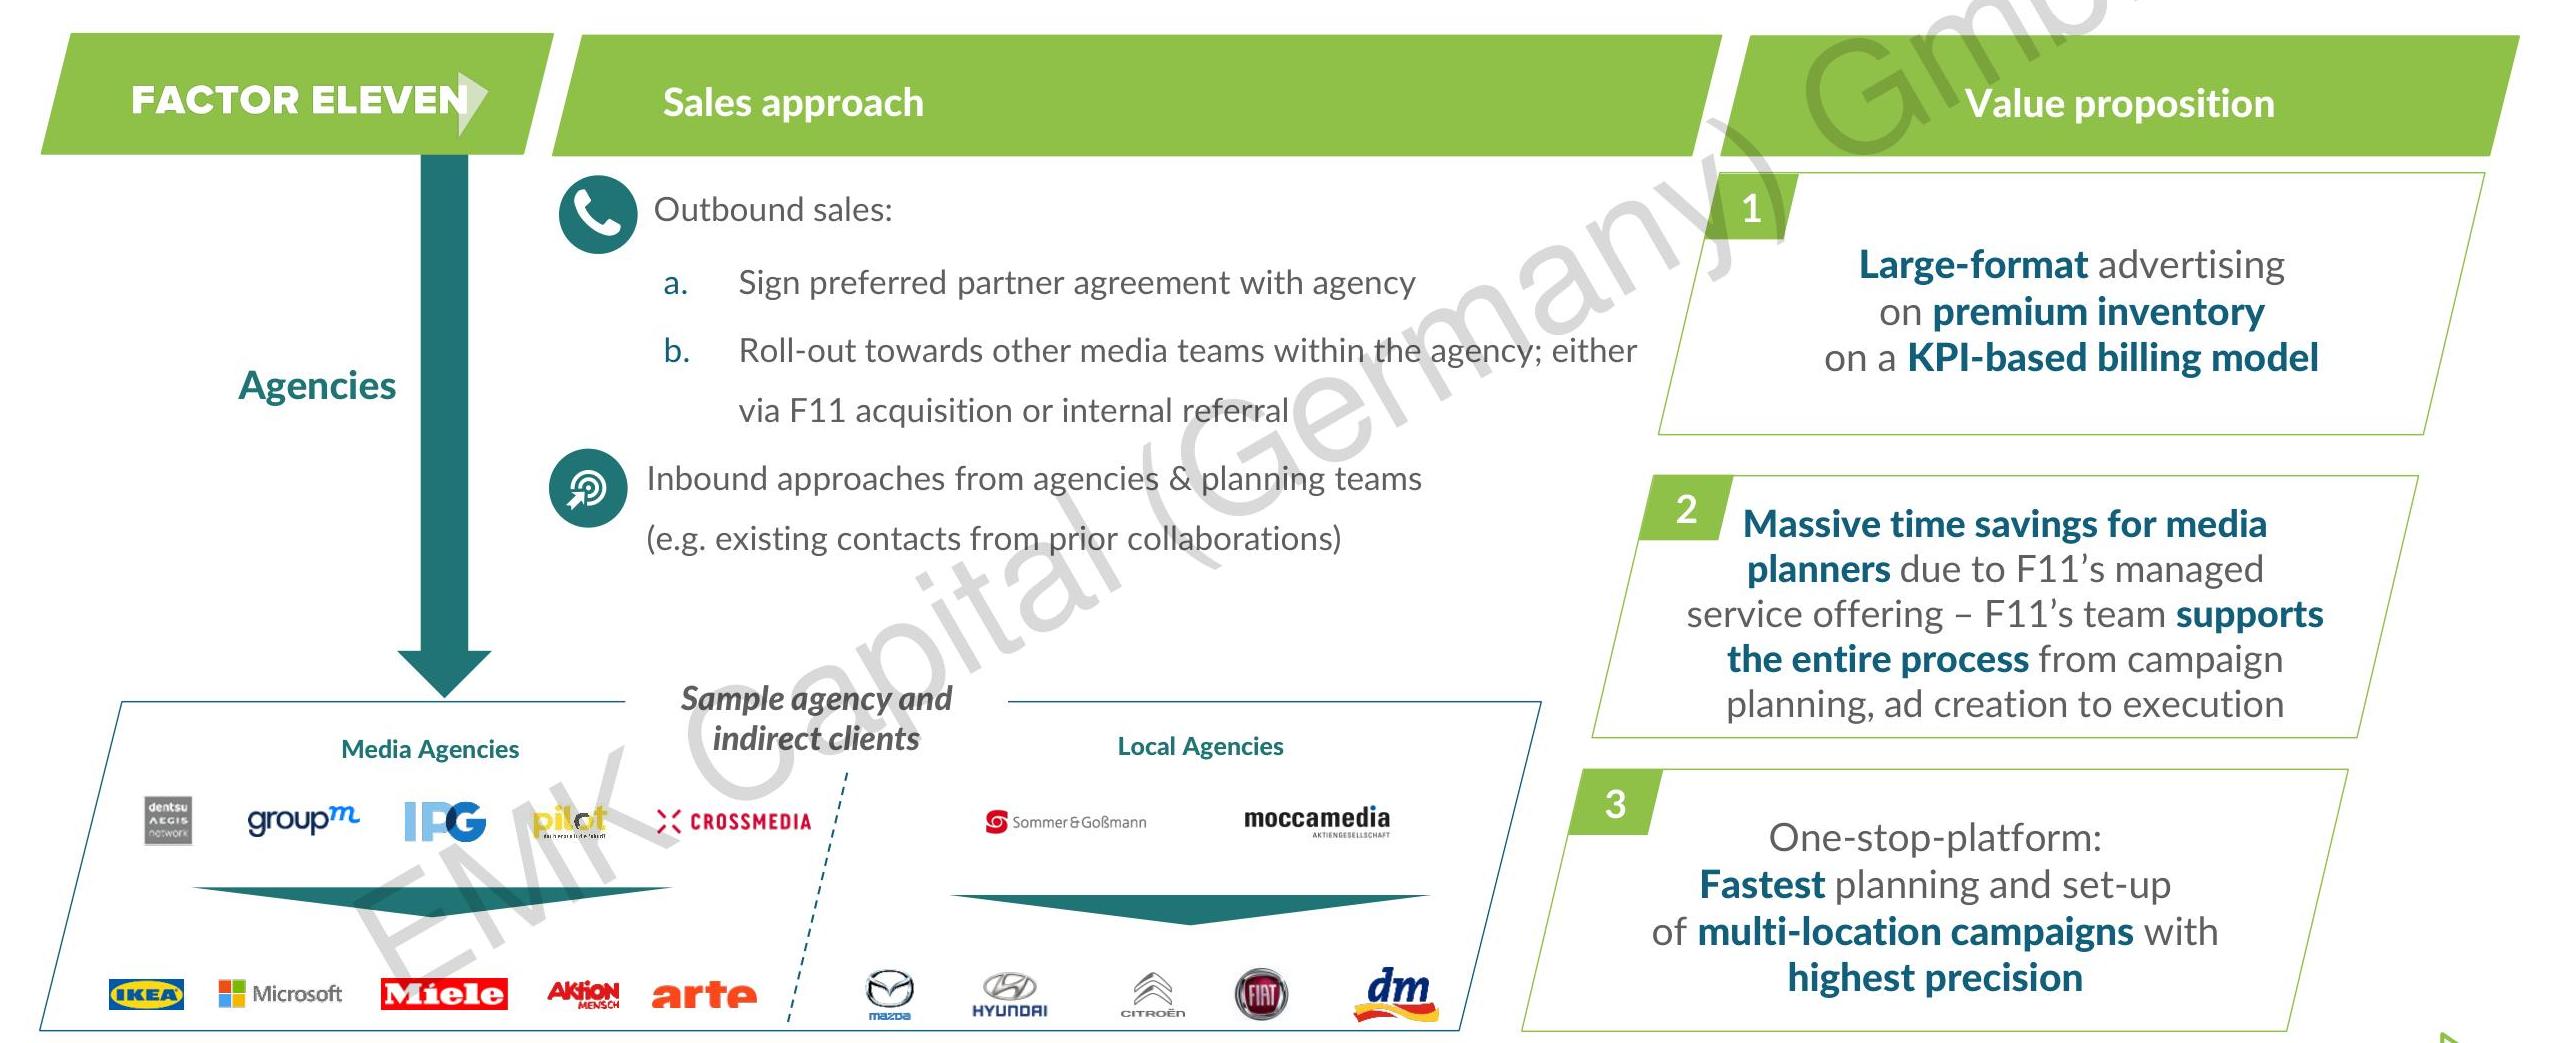 FACTOR ELEVEN
Sales approach
Value proposition
Agencies
Outbound sales:
a. Sign preferred partner agreement with agency
b. Roll-out towards other media teams within the agency; either
via F11 acquisition or internal referral
Inbound approaches from agencies & planning teams
(e.g. existing contacts from prior collaborations)
1
Large-format advertising
on premium inventory
on a KPI-based billing model
2
Massive time savings for media
planners due to F11’s managed
service offering – F11’s team supports
the entire process from campaign
planning, ad creation to execution
3
One-stop-platform:
Fastest planning and set-up
of multi-location campaigns with
highest precision
Sample agency and
indirect clients
Media Agencies
dentsu
AEGIS
network
groupm
IPG
pilot
CROSSMEDIA
IKEA
Microsoft
Miele
AKTION
MENSCH
arte
Local Agencies
Sommer & Goßmann
moccamedia
AKTIENGESELLSCHAFT
mazda
HYUNDAI
CITROËN
FIAT
dm
EMK Capital (Germany)